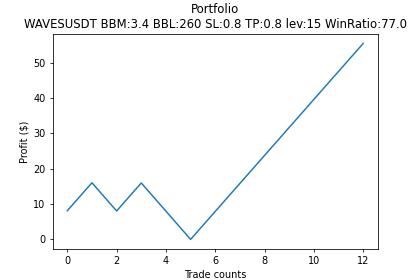 Portfolio
WAVESUSDT BBM:3.4 BBL:260 SL:0.8 TP:0.8 lev:15 WinRatio:77.0
50
40
30
20
10
0
Profit ($)
0 2 4 6 8 10 12
Trade counts